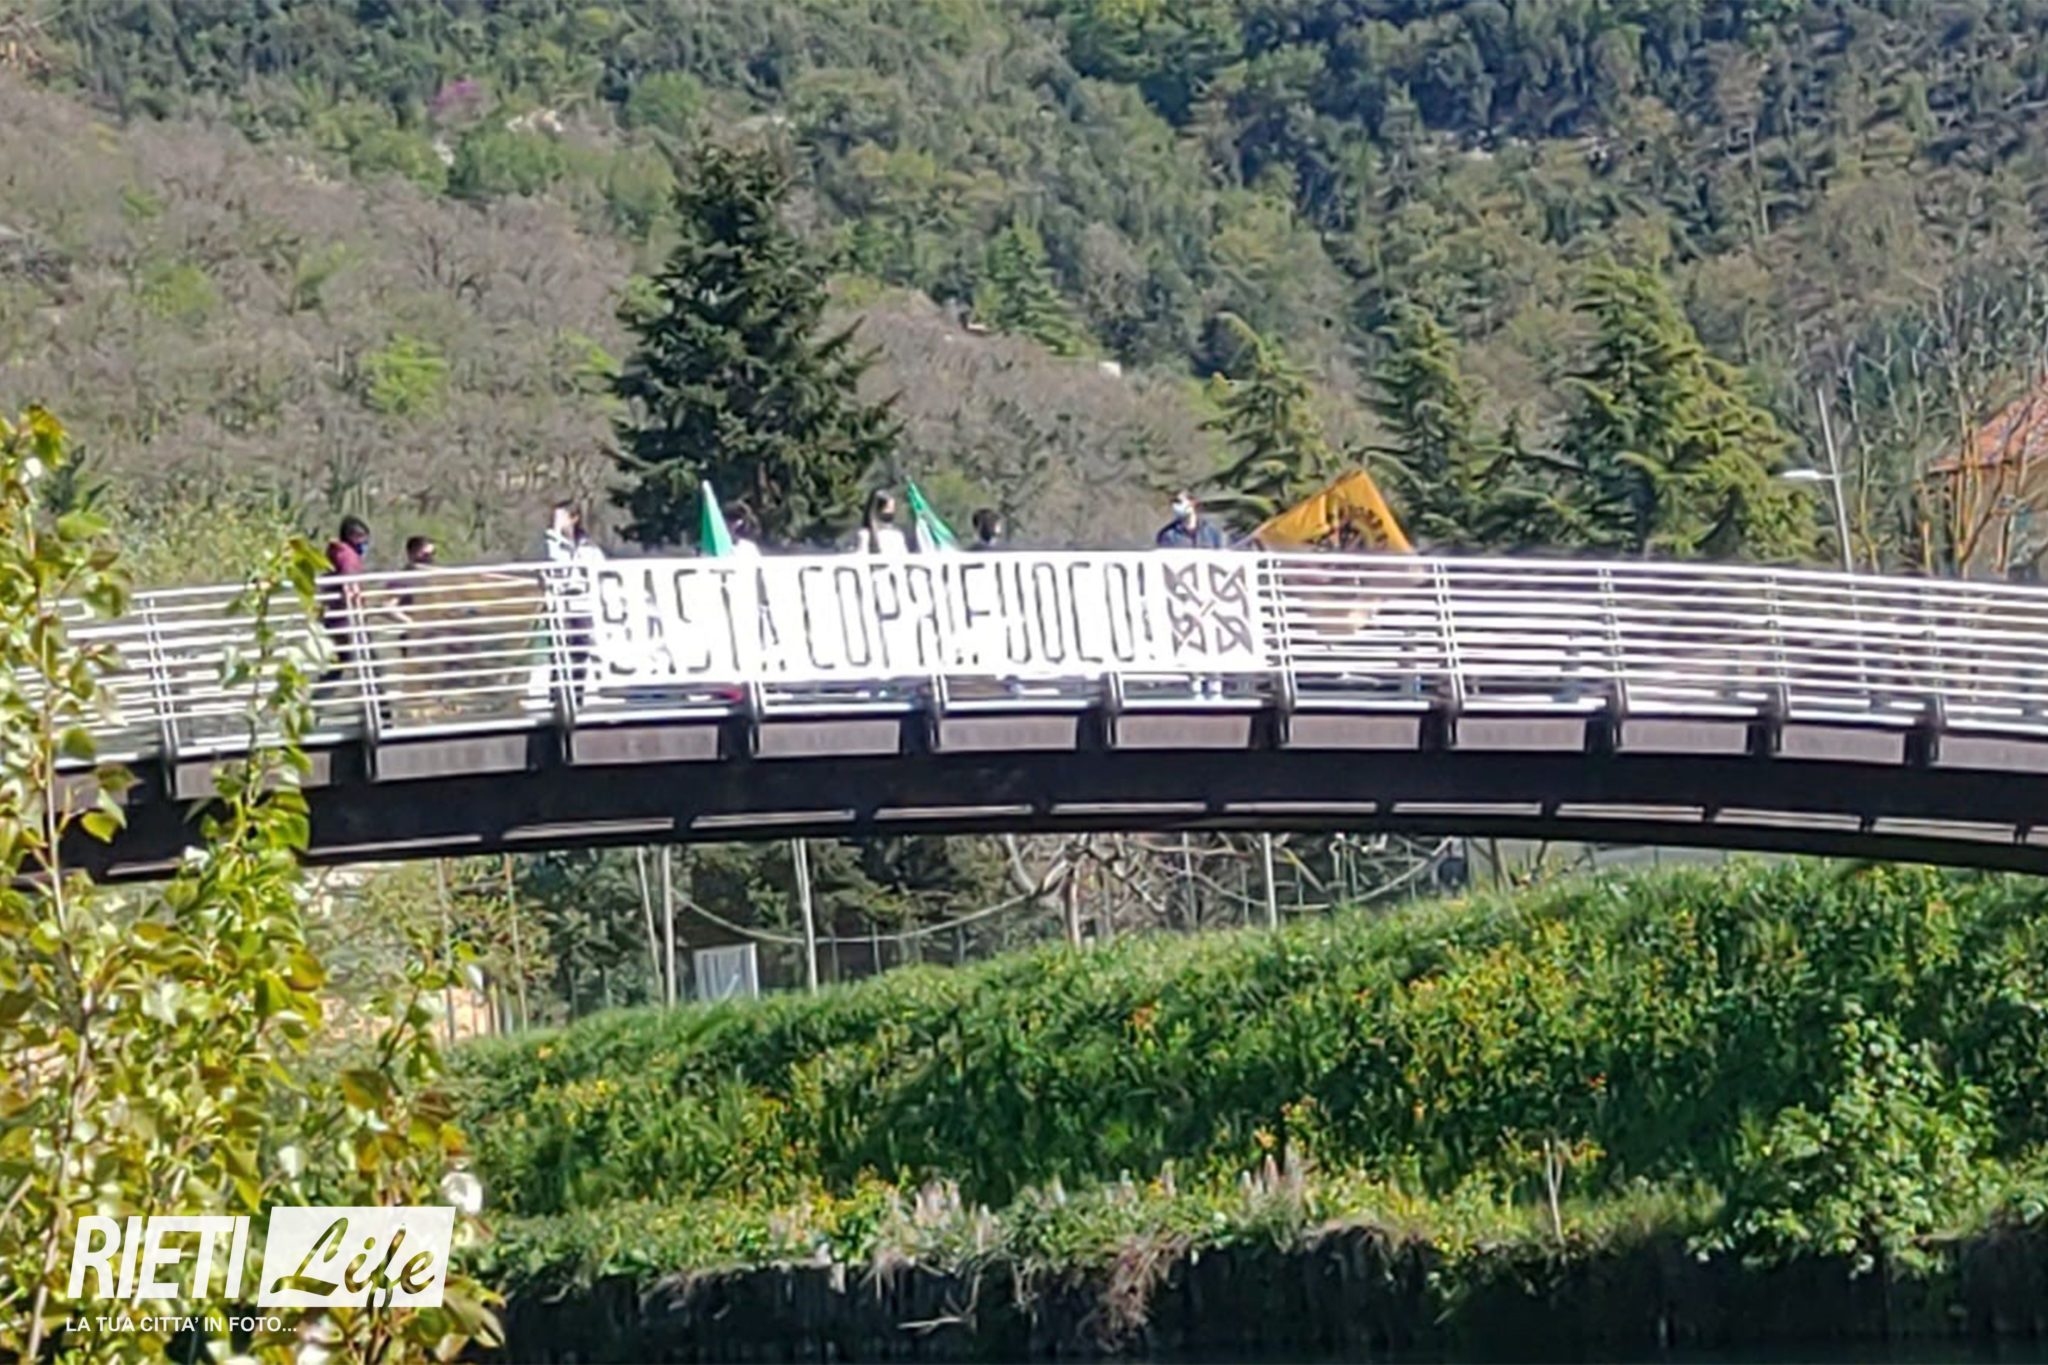 BASTA COPRIFUOCO!
RIETI Life
LA TUA CITTA' IN FOTO...